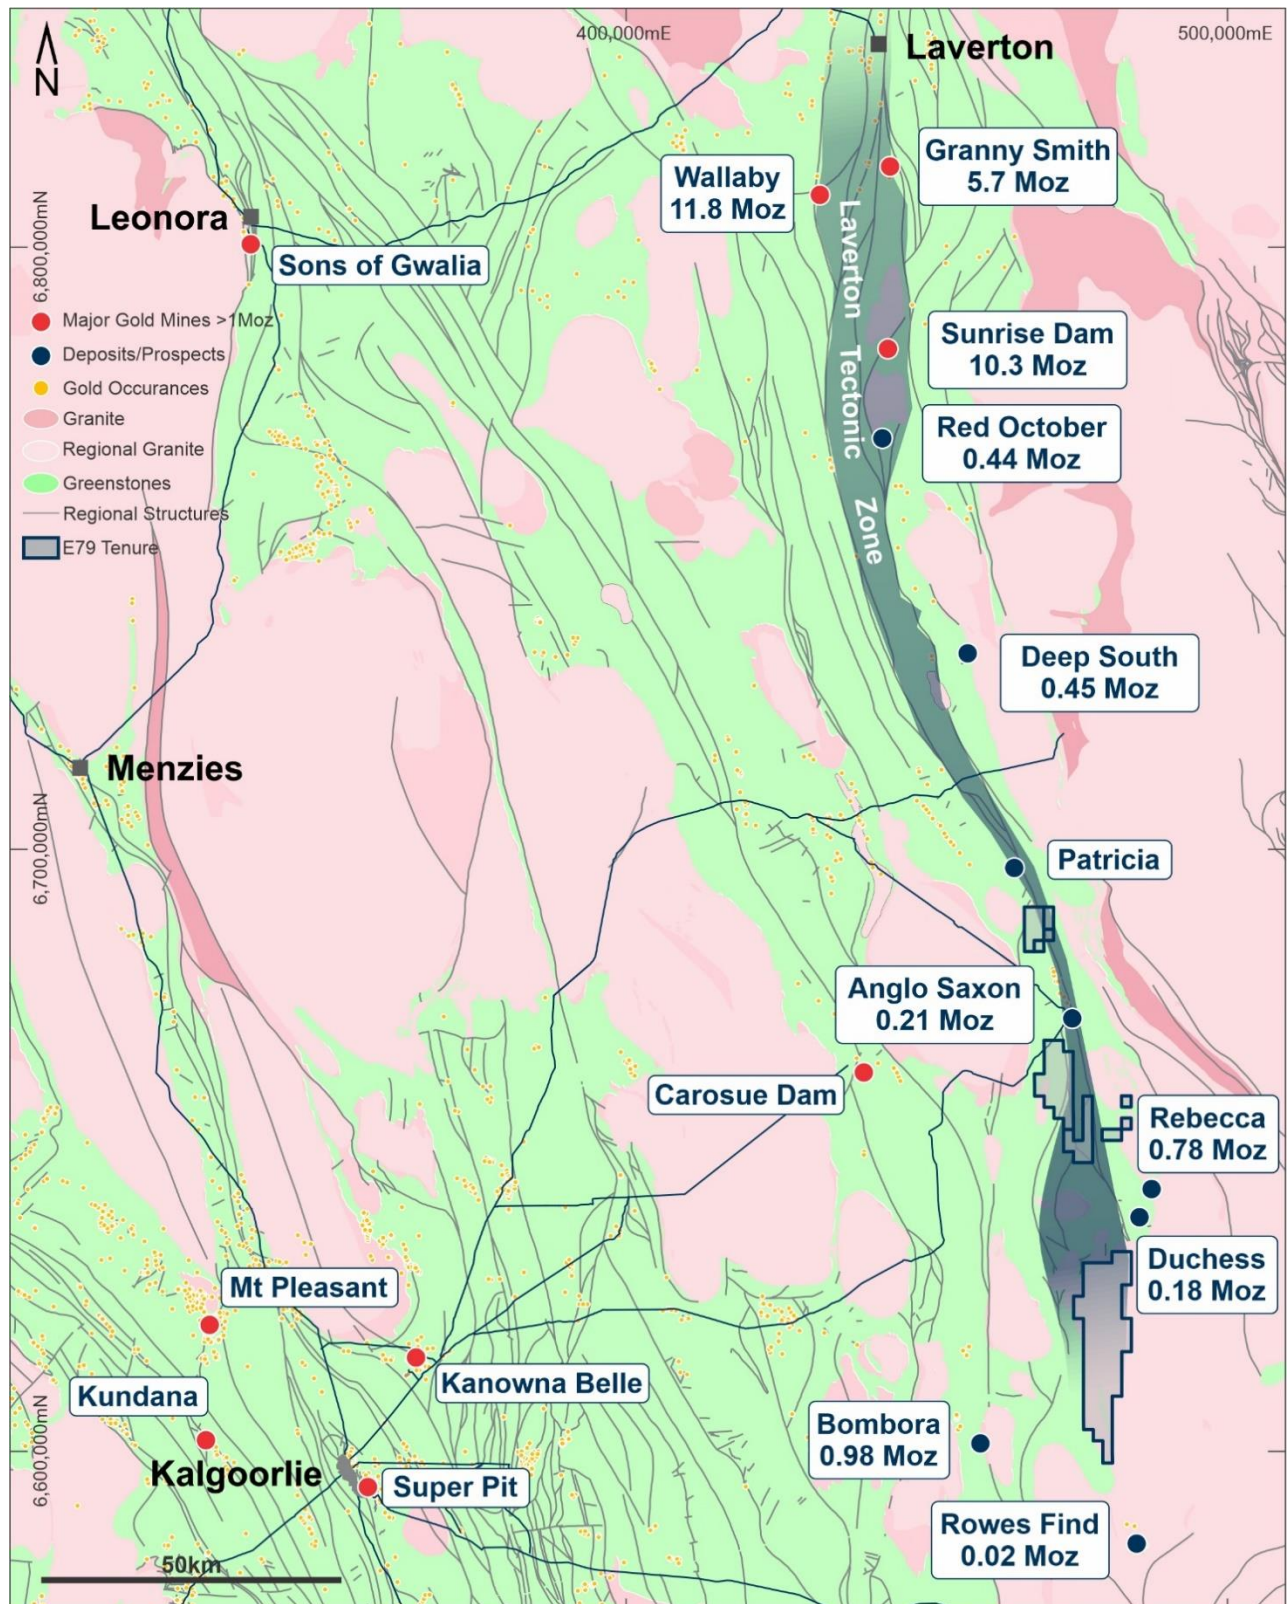 400,000mE
500,000mE
N
Laverton
Granny Smith
5.7 Moz
Wallaby
11.8 Moz
Leonora
Sons of Gwalia
6,800,000mN
Laverton Tectonic Zone
Major Gold Mines >1Moz
Deposits/Prospects
Gold Occurances
Granite
Regional Granite
Greenstones
Regional Structures
E79 Tenure
Sunrise Dam
10.3 Moz
Red October
0.44 Moz
Deep South
0.45 Moz
Menzies
6,700,000mN
Patricia
Anglo Saxon
0.21 Moz
Carosue Dam
Rebecca
0.78 Moz
Duchess
0.18 Moz
Mt Pleasant
Kanowna Belle
Kundana
Bombora
0.98 Moz
6,600,000mN
Kalgoorlie
Super Pit
Rowes Find
0.02 Moz
50km